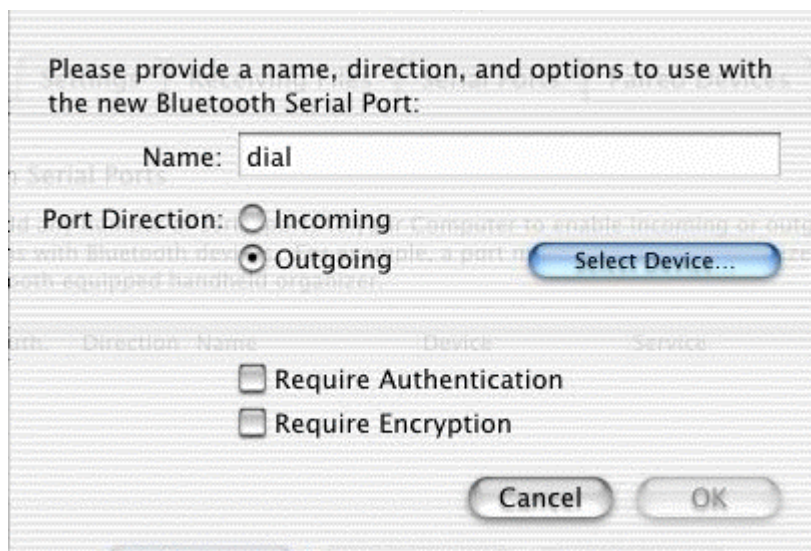 Please provide a name, direction, and options to use with
the new Bluetooth Serial Port:
Name: dial
Port Direction: Incoming
Outgoing Select Device...
Require Authentication
Require Encryption
Cancel OK